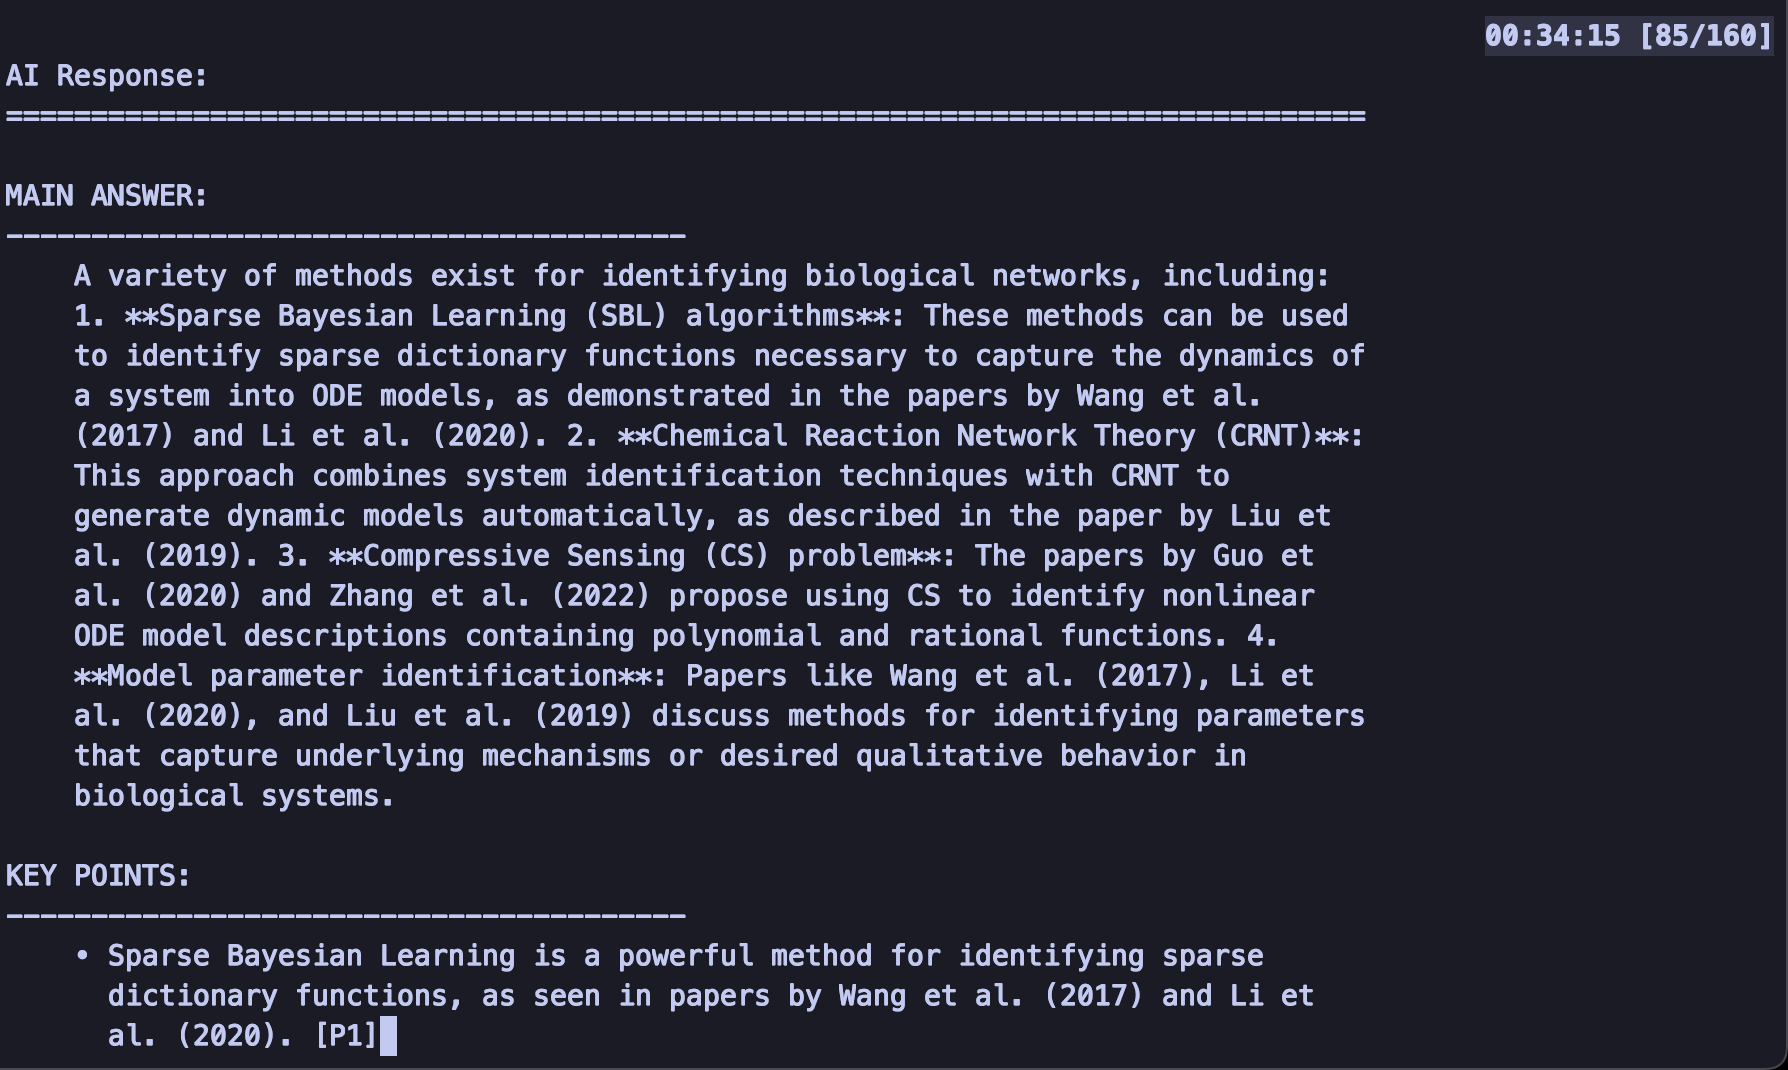 00:34:15 [85/160]
AI Response:
================================================================================
MAIN ANSWER:
----------------------------------------
A variety of methods exist for identifying biological networks, including:
1. **Sparse Bayesian Learning (SBL) algorithms**: These methods can be used
to identify sparse dictionary functions necessary to capture the dynamics of
a system into ODE models, as demonstrated in the papers by Wang et al.
(2017) and Li et al. (2020). 2. **Chemical Reaction Network Theory (CRNT)**:
This approach combines system identification techniques with CRNT to
generate dynamic models automatically, as described in the paper by Liu et
al. (2019). 3. **Compressive Sensing (CS) problem**: The papers by Guo et
al. (2020) and Zhang et al. (2022) propose using CS to identify nonlinear
ODE model descriptions containing polynomial and rational functions. 4.
**Model parameter identification**: Papers like Wang et al. (2017), Li et
al. (2020), and Liu et al. (2019) discuss methods for identifying parameters
that capture underlying mechanisms or desired qualitative behavior in
biological systems.
KEY POINTS:
----------------------------------------
• Sparse Bayesian Learning is a powerful method for identifying sparse
dictionary functions, as seen in papers by Wang et al. (2017) and Li et
al. (2020). [P1]